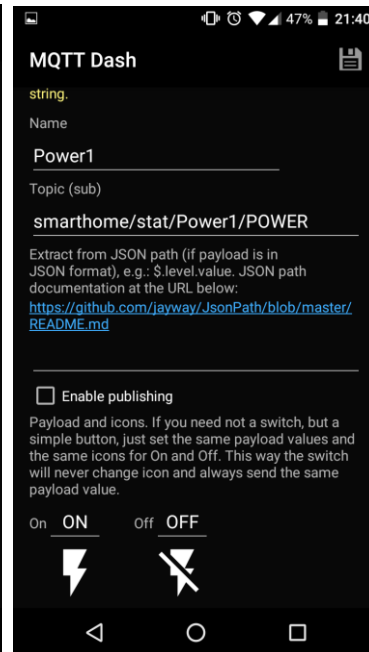 47% 21:40
MQTT Dash
string.
Name
Power1
Topic (sub)
smarthome/stat/Power1/POWER
Extract from JSON path (if payload is in
JSON format), e.g.: $.level.value. JSON path
documentation at the URL below:
https://github.com/jayway/JsonPath/blob/master/
README.md
Enable publishing
Payload and icons. If you need not a switch, but a
simple button, just set the same payload values and
the same icons for On and Off. This way the switch
will never change icon and always send the same
payload value.
On ON Off OFF